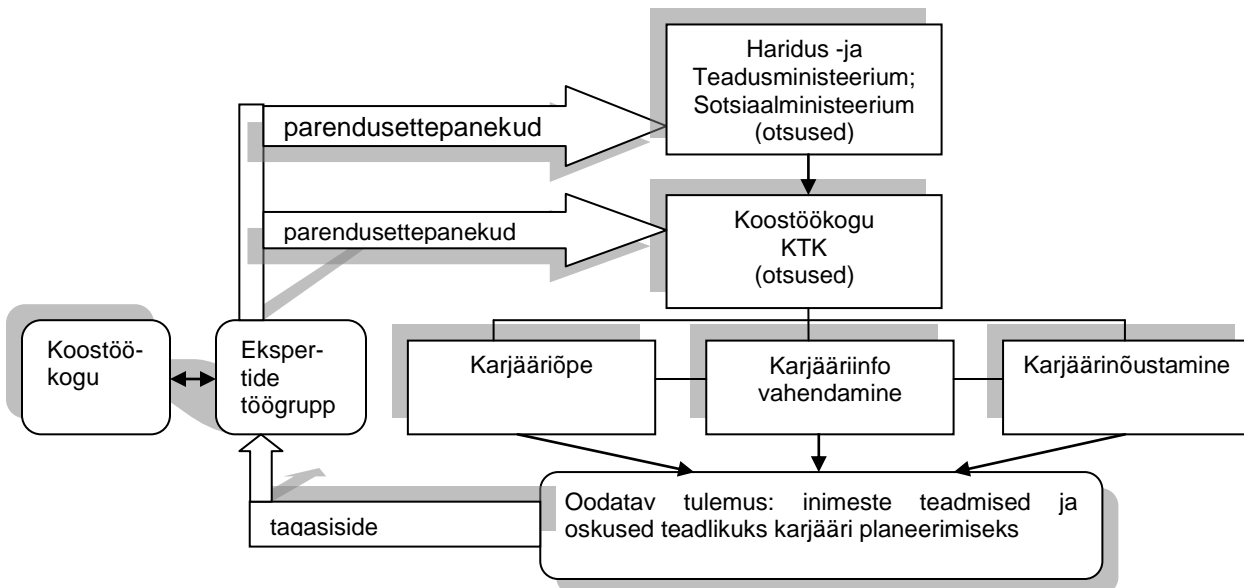 Haridus -ja
Teadusministeerium;
Sotsiaalministeerium
(otsused)
parendusettepanekud
parendusettepanekud
Koostöökogu
KTK
(otsused)
Koostöö-
kogu
Eksper-
tide
töögrupp
Karjääriõpe
Karjääriinfo
vahendamine
Karjäärinõustamine
Oodatav tulemus: inimeste teadmised ja
oskused teadlikuks karjääri planeerimiseks
tagasiside